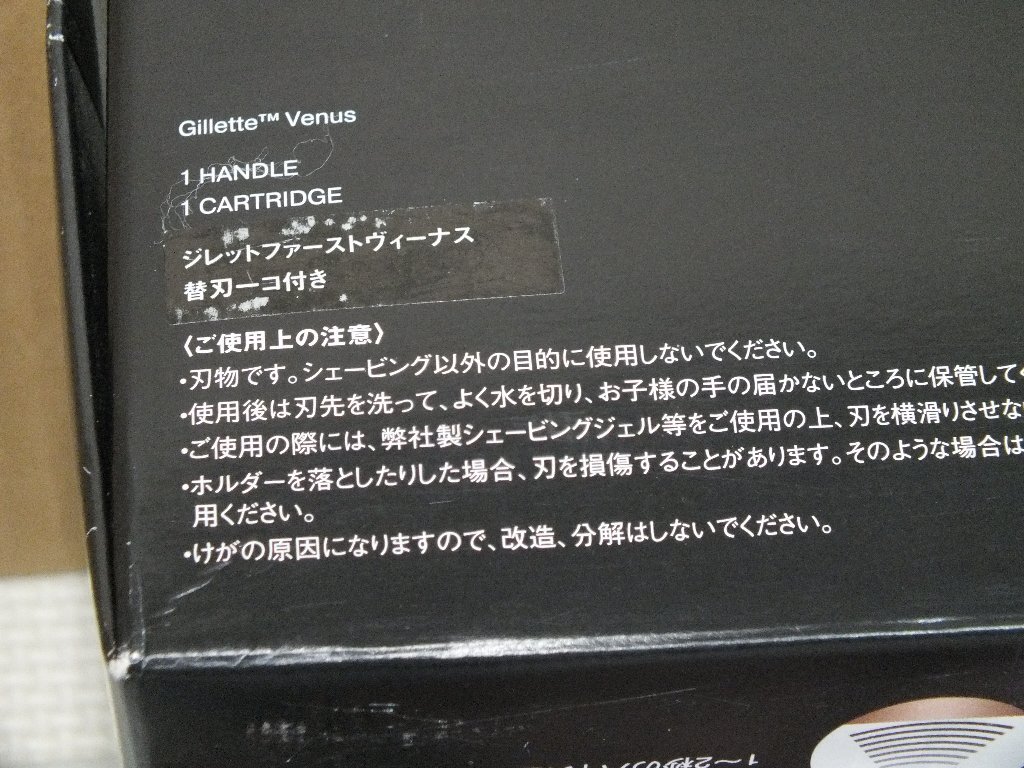 Gillette™ Venus
1 HANDLE
1 CARTRIDGE
ジレットファーストヴィーナス
替刃一コ付き
〈ご使用上の注意〉
・刃物です。シェービング以外の目的に使用しないでください。
・使用後は刃先を洗って、よく水を切り、お子様の手の届かないところに保管して
・ご使用の際には、弊社製シェービングジェル等をご使用の上、刃を横滑りさせな
・ホルダーを落としたりした場合、刃を損傷することがあります。そのような場合は
用ください。
・けがの原因になりますので、改造、分解はしないでください。